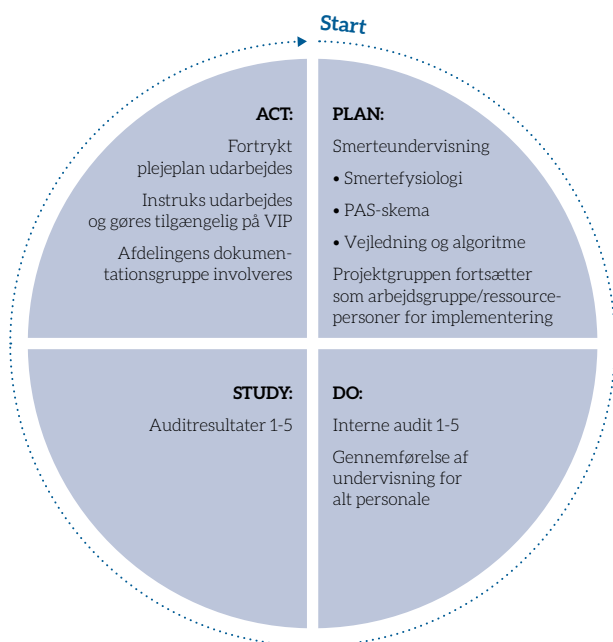 Start
ACT:
Fortrykt
plejeplan udarbejdes
Instruks udarbejdes
og gøres tilgængelig på VIP
Afdelingens dokumen-
tationsgruppe involveres
PLAN:
Smerteundervisning
• Smertefysiologi
• PAS-skema
• Vejledning og algoritme
Projektgruppen fortsætter
som arbejdsgruppe/ressource-
personer for implementering
STUDY:
Auditresultater 1-5
DO:
Interne audit 1-5
Gennemførelse af
undervisning for
alt personale